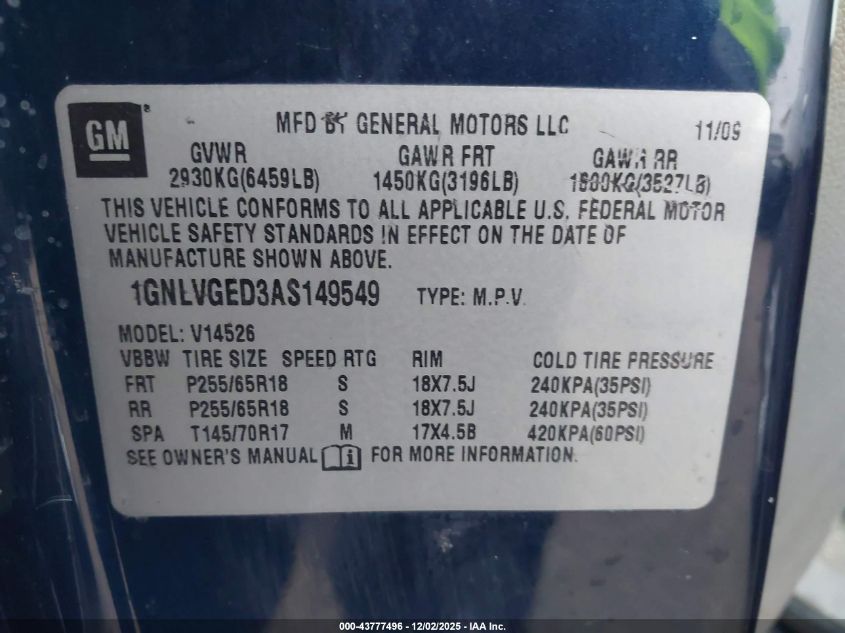 GM ®
MFD BY GENERAL MOTORS LLC 11/09
GVWR GAWR FRT GAWR RR
2930KG(6459LB) 1450KG(3196LB) 1600KG(3527LB)
THIS VEHICLE CONFORMS TO ALL APPLICABLE U.S. FEDERAL MOTOR
VEHICLE SAFETY STANDARDS IN EFFECT ON THE DATE OF
MANUFACTURE SHOWN ABOVE.
1GNLVGED3AS149549 TYPE: M.P.V.
MODEL: V14526
VBBW TIRE SIZE SPEED RTG RIM COLD TIRE PRESSURE
FRT P255/65R18 S 18X7.5J 240KPA(35PSI)
RR P255/65R18 S 18X7.5J 240KPA(35PSI)
SPA T145/70R17 M 17X4.5B 420KPA(60PSI)
SEE OWNER'S MANUAL FOR MORE INFORMATION.
000-43777496 - 12/02/2025 - IAA Inc.